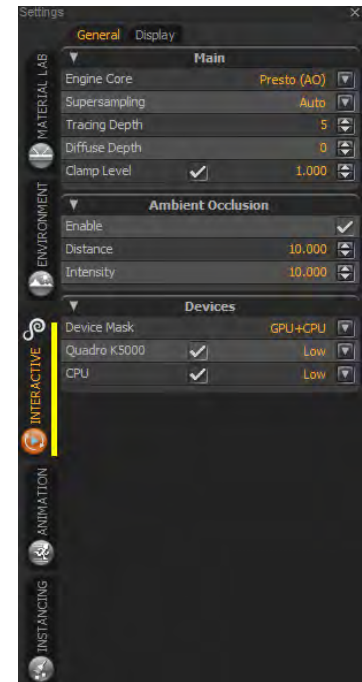 Settings
General Display
Main
Engine Core Presto (AO)
Supersampling Auto
Tracing Depth 5
Diffuse Depth 0
Clamp Level 1.000
Ambient Occlusion
Enable
Distance 10.000
Intensity 10.000
Devices
Device Mask GPU+CPU
Quadro K5000 Low
CPU Low
MATERIAL LAB
ENVIRONMENT
INTERACTIVE
ANIMATION
INSTANCING